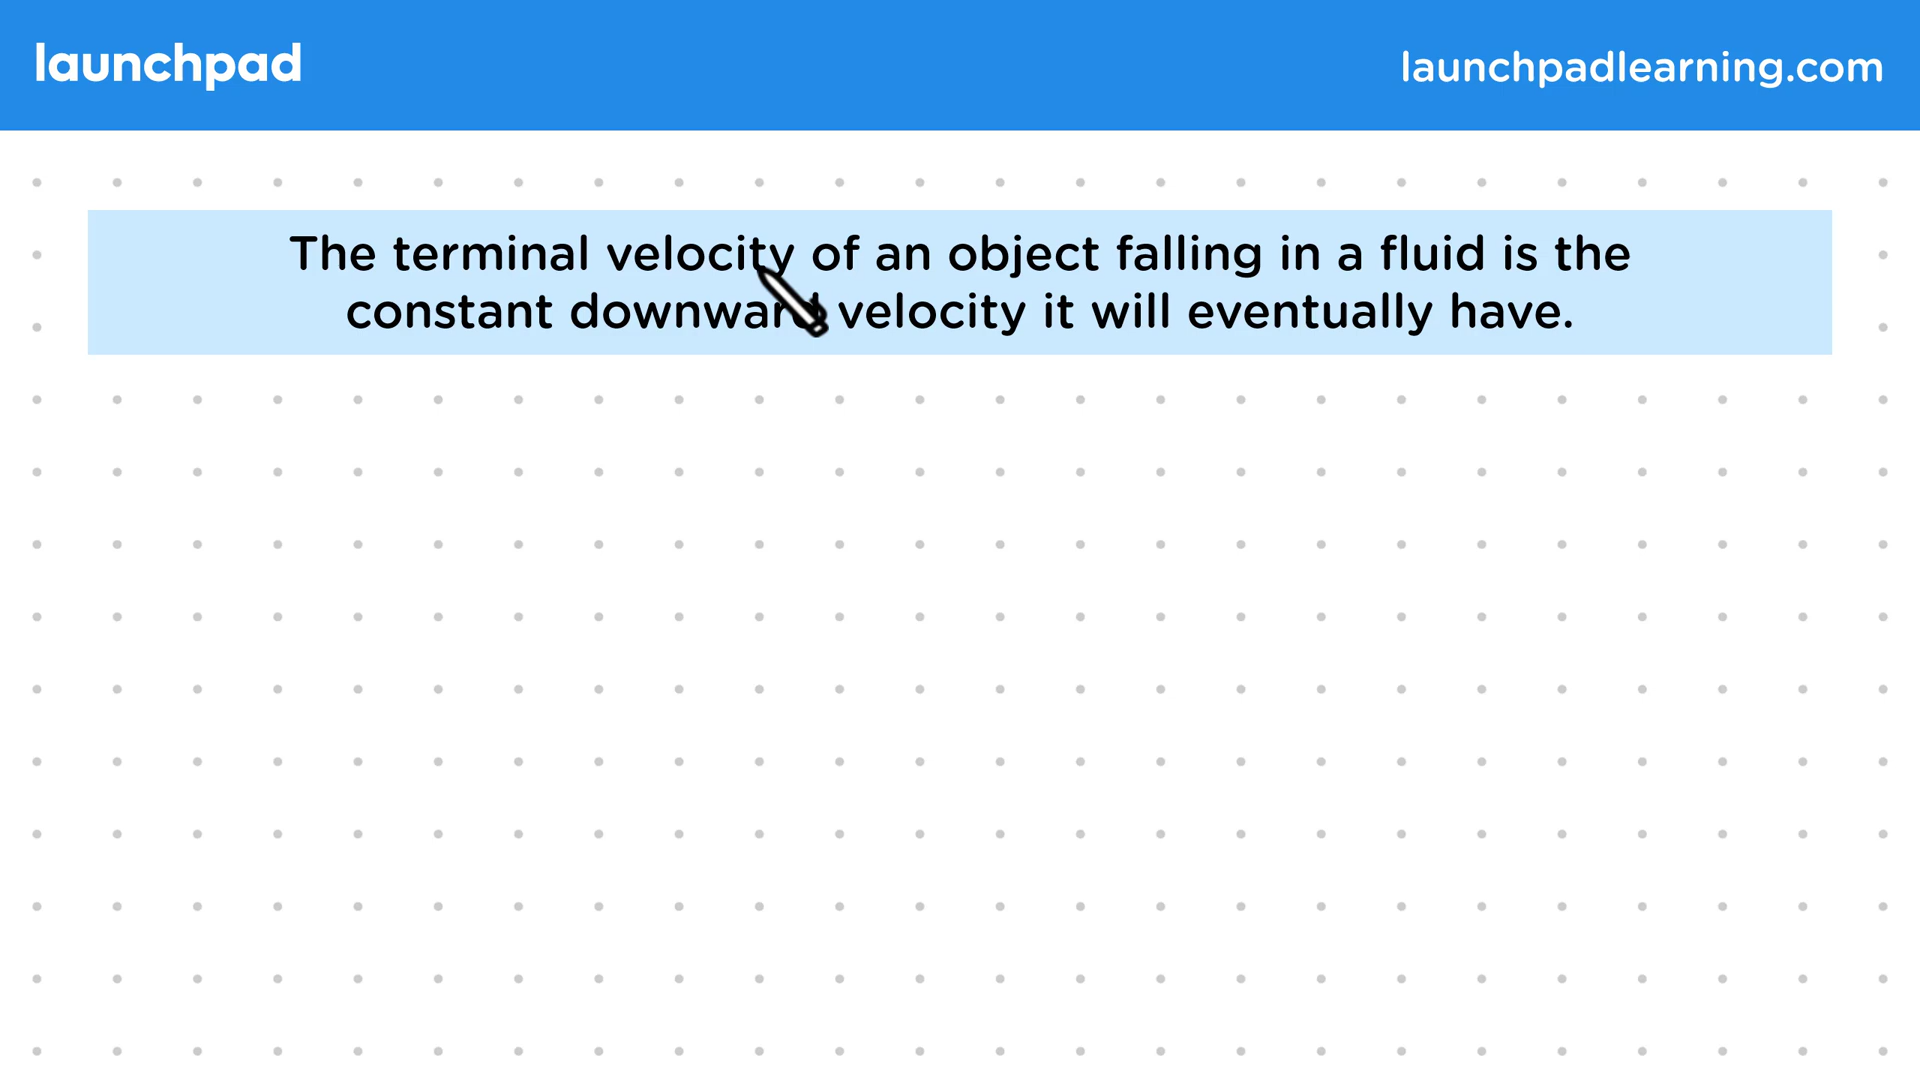 launchpad
launchpadlearning.com
The terminal velocity of an object falling in a fluid is the
constant downward velocity it will eventually have.